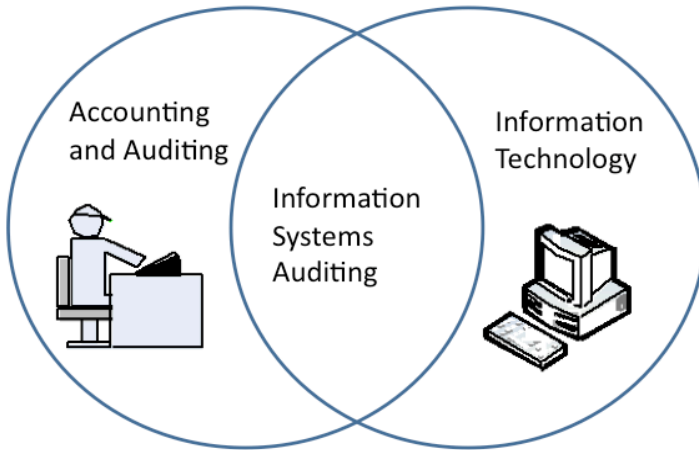 Accounting
and Auditing
Information
Systems
Auditing
Information
Technology